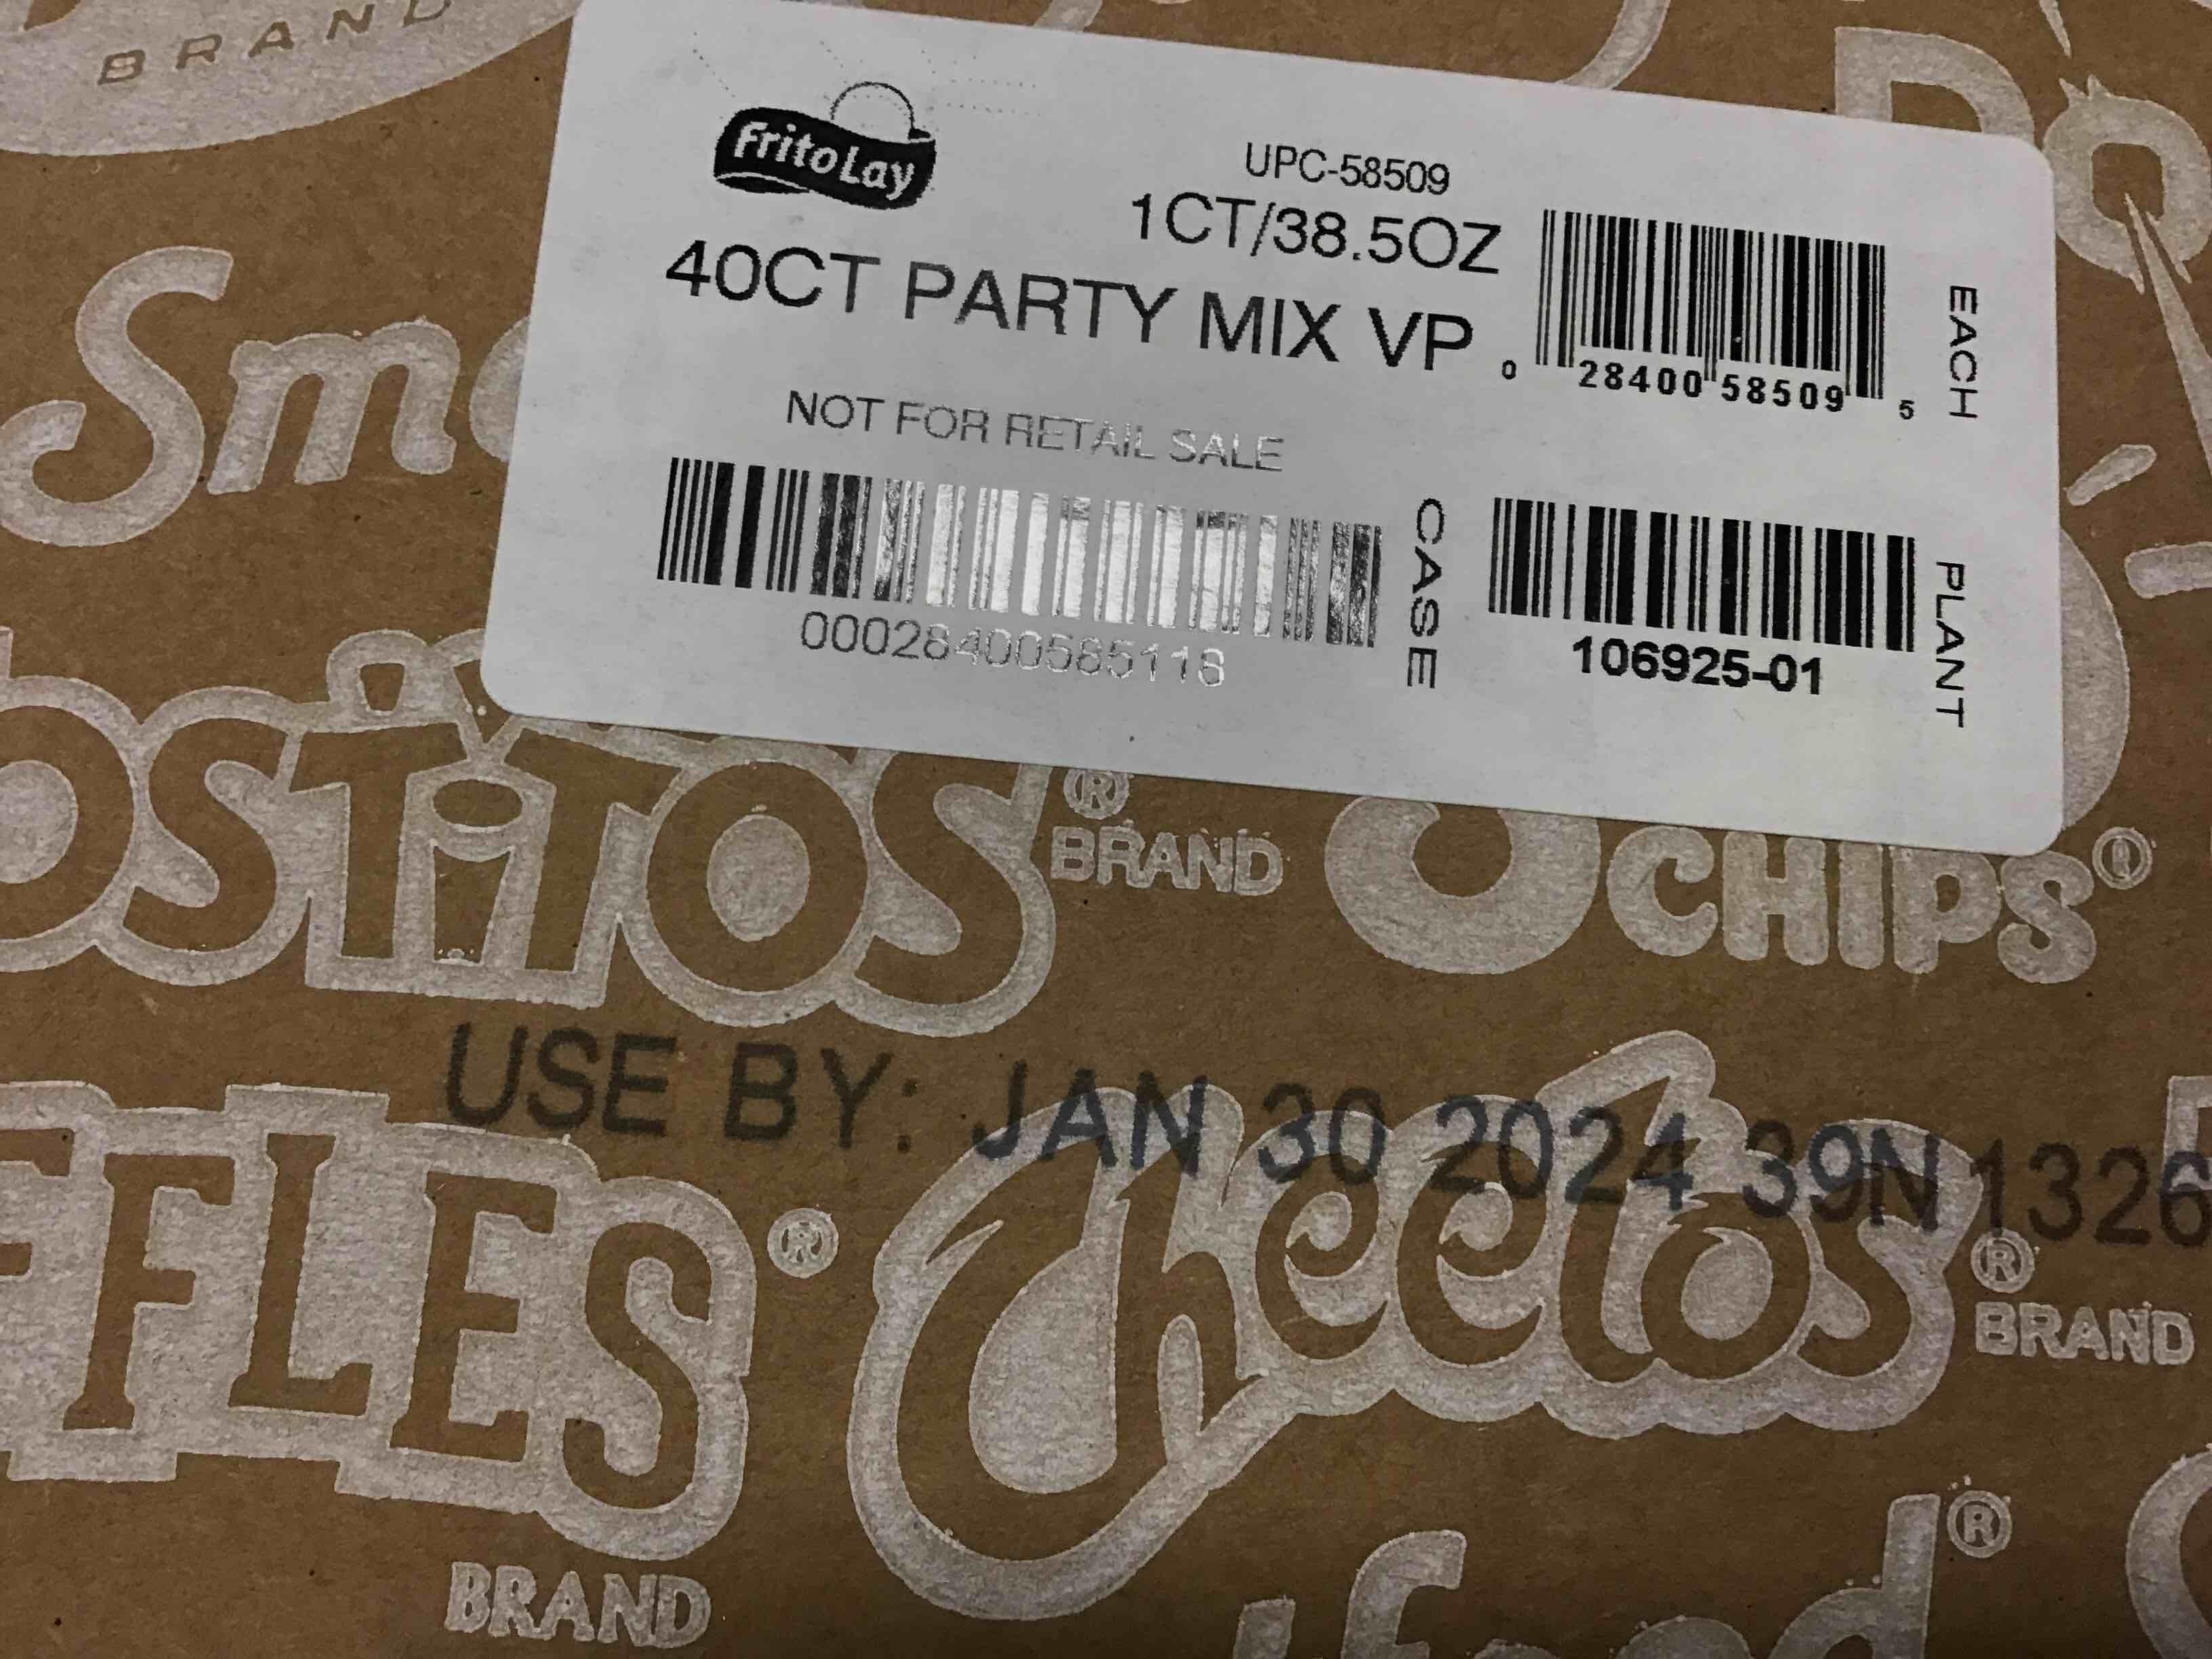 BRAND
Frito Lay
UPC-58509
1CT/38.5OZ
40CT PARTY MIX VP
0 28400 58509 5
EACH
NOT FOR RETAIL SALE
00028400585118
CASE
106925-01
PLANT
OSTiTOS® BRAND
CHIPS®
USE BY: JAN 30 2024 39N 1326
FFLES® BRAND
Cheetos® BRAND
®